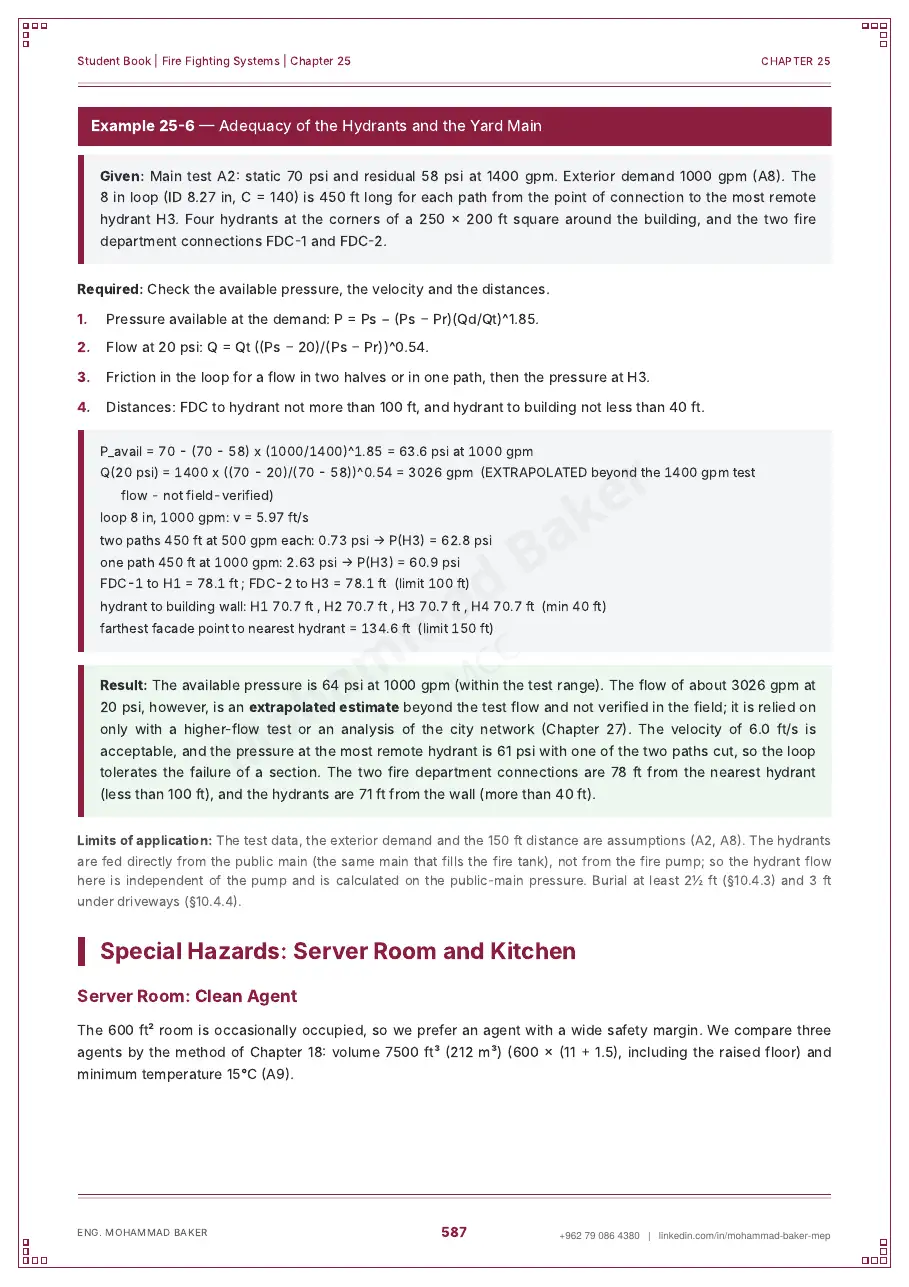 Student Book | Fire Fighting Systems | Chapter 25
CHAPTER 25
Example 25-6 — Adequacy of the Hydrants and the Yard Main
Given: Main test A2: static 70 psi and residual 58 psi at 1400 gpm. Exterior demand 1000 gpm (A8). The
8 in loop (ID 8.27 in, C = 140) is 450 ft long for each path from the point of connection to the most remote
hydrant H3. Four hydrants at the corners of a 250 × 200 ft square around the building, and the two fire
department connections FDC-1 and FDC-2.
Required: Check the available pressure, the velocity and the distances.
1. Pressure available at the demand: P = Ps − (Ps − Pr)(Qd/Qt)^1.85.
2. Flow at 20 psi: Q = Qt ((Ps − 20)/(Ps − Pr))^0.54.
3. Friction in the loop for a flow in two halves or in one path, then the pressure at H3.
4. Distances: FDC to hydrant not more than 100 ft, and hydrant to building not less than 40 ft.
P_avail = 70 - (70 - 58) x (1000/1400)^1.85 = 63.6 psi at 1000 gpm
Q(20 psi) = 1400 x ((70 - 20)/(70 - 58))^0.54 = 3026 gpm (EXTRAPOLATED beyond the 1400 gpm test
flow - not field-verified)
loop 8 in, 1000 gpm: v = 5.97 ft/s
two paths 450 ft at 500 gpm each: 0.73 psi → P(H3) = 62.8 psi
one path 450 ft at 1000 gpm: 2.63 psi → P(H3) = 60.9 psi
FDC-1 to H1 = 78.1 ft ; FDC-2 to H3 = 78.1 ft (limit 100 ft)
hydrant to building wall: H1 70.7 ft , H2 70.7 ft , H3 70.7 ft , H4 70.7 ft (min 40 ft)
farthest facade point to nearest hydrant = 134.6 ft (limit 150 ft)
Result: The available pressure is 64 psi at 1000 gpm (within the test range). The flow of about 3026 gpm at
20 psi, however, is an extrapolated estimate beyond the test flow and not verified in the field; it is relied on
only with a higher-flow test or an analysis of the city network (Chapter 27). The velocity of 6.0 ft/s is
acceptable, and the pressure at the most remote hydrant is 61 psi with one of the two paths cut, so the loop
tolerates the failure of a section. The two fire department connections are 78 ft from the nearest hydrant
(less than 100 ft), and the hydrants are 71 ft from the wall (more than 40 ft).
Limits of application: The test data, the exterior demand and the 150 ft distance are assumptions (A2, A8). The hydrants
are fed directly from the public main (the same main that fills the fire tank), not from the fire pump; so the hydrant flow
here is independent of the pump and is calculated on the public-main pressure. Burial at least 2½ ft (§10.4.3) and 3 ft
under driveways (§10.4.4).
Special Hazards: Server Room and Kitchen
Server Room: Clean Agent
The 600 ft² room is occasionally occupied, so we prefer an agent with a wide safety margin. We compare three
agents by the method of Chapter 18: volume 7500 ft³ (212 m³) (600 × (11 + 1.5), including the raised floor) and
minimum temperature 15°C (A9).
ENG. MOHAMMAD BAKER
587
+962 79 086 4380 | linkedin.com/in/mohammad-baker-mep